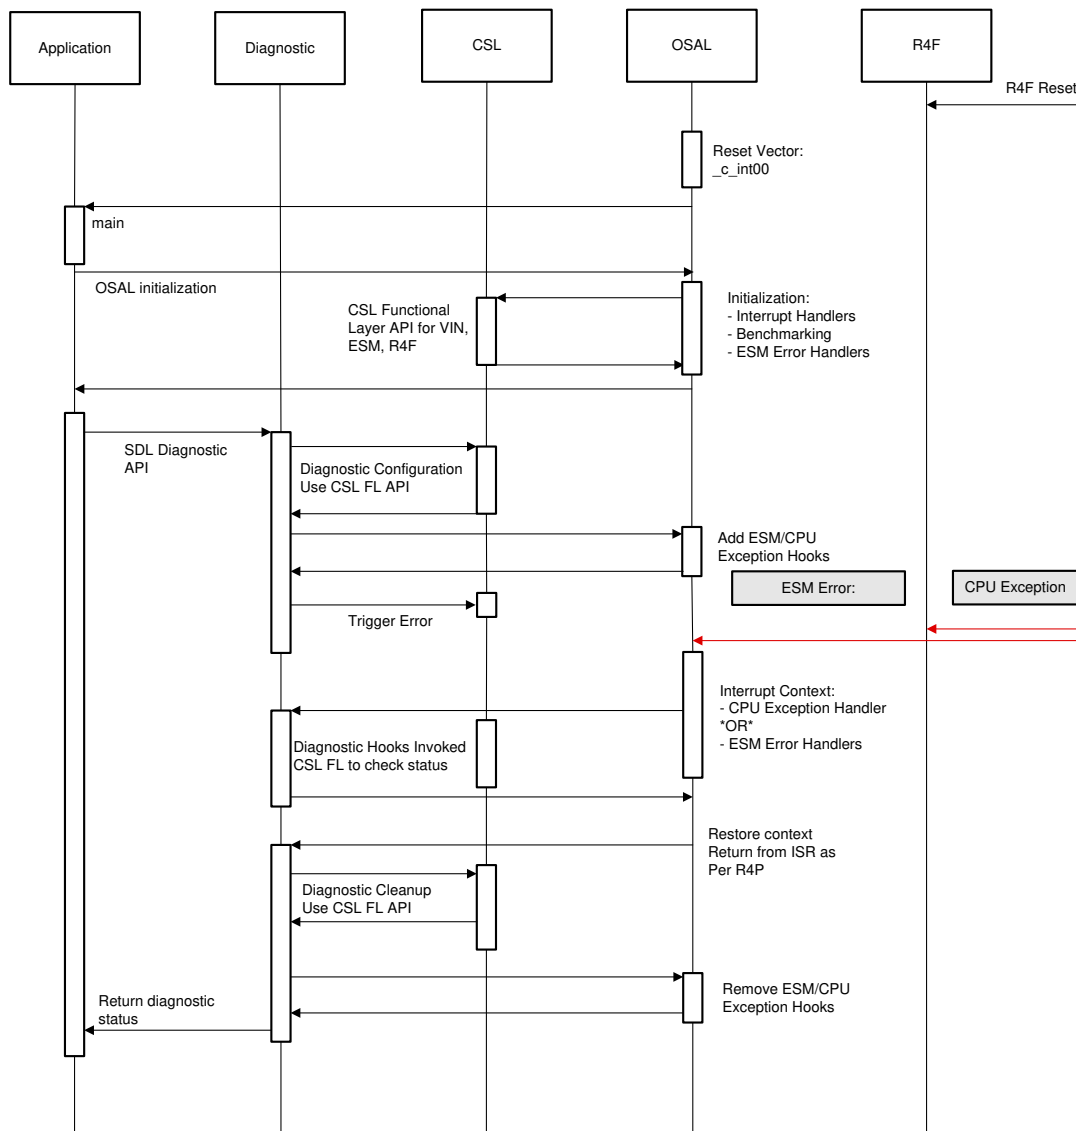 Application
Diagnostic
CSL
OSAL
R4F
R4F Reset
Reset Vector:
_c_int00
main
OSAL initialization
CSL Functional
Layer API for VIN,
ESM, R4F
Initialization:
- Interrupt Handlers
- Benchmarking
- ESM Error Handlers
SDL Diagnostic
API
Diagnostic Configuration
Use CSL FL API
Add ESM/CPU
Exception Hooks
ESM Error:
CPU Exception
Trigger Error
Interrupt Context:
- CPU Exception Handler
*OR*
- ESM Error Handlers
Diagnostic Hooks Invoked
CSL FL to check status
Restore context
Return from ISR as
Per R4P
Diagnostic Cleanup
Use CSL FL API
Remove ESM/CPU
Exception Hooks
Return diagnostic
status